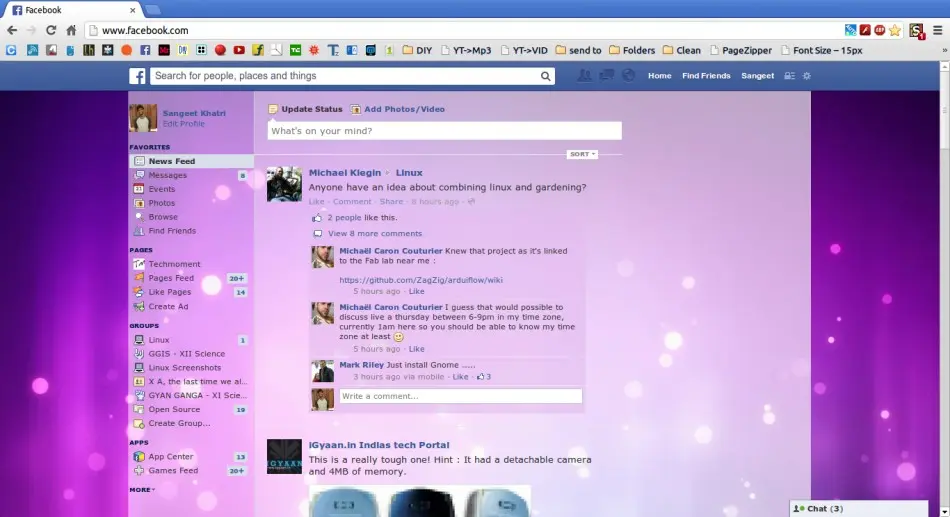 Facebook
www.facebook.com
DIY
YT->Mp3
YT->VID
send to
Folders
Clean
PageZipper
Font Size – 15px
Search for people, places and things
Home
Find Friends
Sangeet
Sangeet Khatri
Edit Profile
FAVORITES
News Feed
Messages 8
Events
Photos
Browse
Find Friends
PAGES
Techmoment
Pages Feed 20+
Like Pages 14
Create Ad
GROUPS
Linux 1
GGIS - XII Science
Linux Screenshots
X A, the last time we al...
GYAN GANGA - XI Scie...
Open Source 19
Create Group...
APPS
App Center 13
Games Feed 20+
MORE
Update Status Add Photos/Video
What's on your mind?
SORT
Michael Klegin Linux
Anyone have an idea about combining linux and gardening?
Like · Comment · Share · 8 hours ago ·
2 people like this.
View 8 more comments
Michaël Caron Couturier Knew that project as it's linked
to the Fab lab near me :
https://github.com/ZagZig/arduiflow/wiki
5 hours ago · Like
Michaël Caron Couturier I guess that would possible to
discuss live a thursday between 6-9pm in my time zone,
currently 1am here so you should be able to know my time
zone at least
5 hours ago · Like
Mark Riley Just install Gnome .....
3 hours ago via mobile · Like · 3
Write a comment...
iGyaan.in Indias tech Portal
This is a really tough one! Hint : It had a detachable camera
and 4MB of memory.
Chat (3)